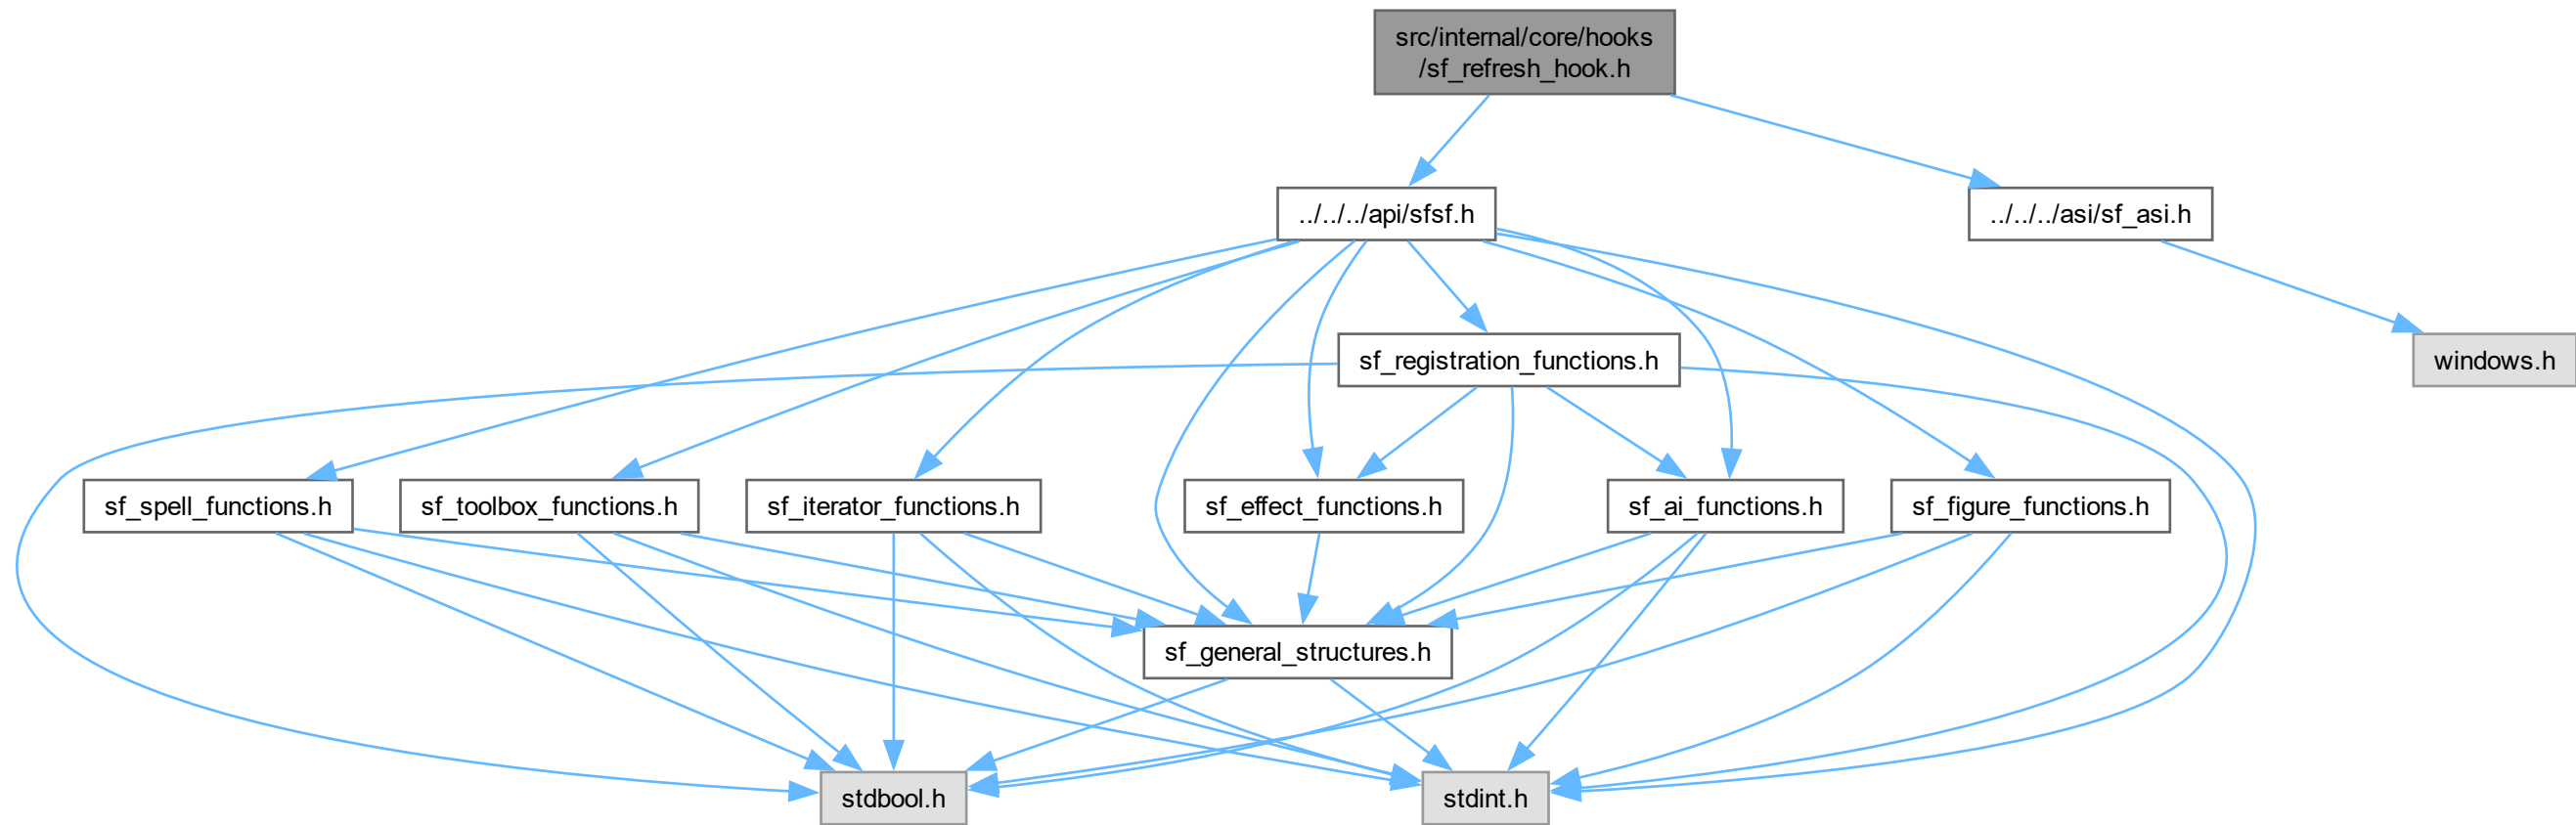 src/internal/core/hooks
/sf_refresh_hook.h
../../../api/sfsf.h
../../../asi/sf_asi.h
sf_registration_functions.h
windows.h
sf_spell_functions.h
sf_toolbox_functions.h
sf_iterator_functions.h
sf_effect_functions.h
sf_ai_functions.h
sf_figure_functions.h
sf_general_structures.h
stdbool.h
stdint.h